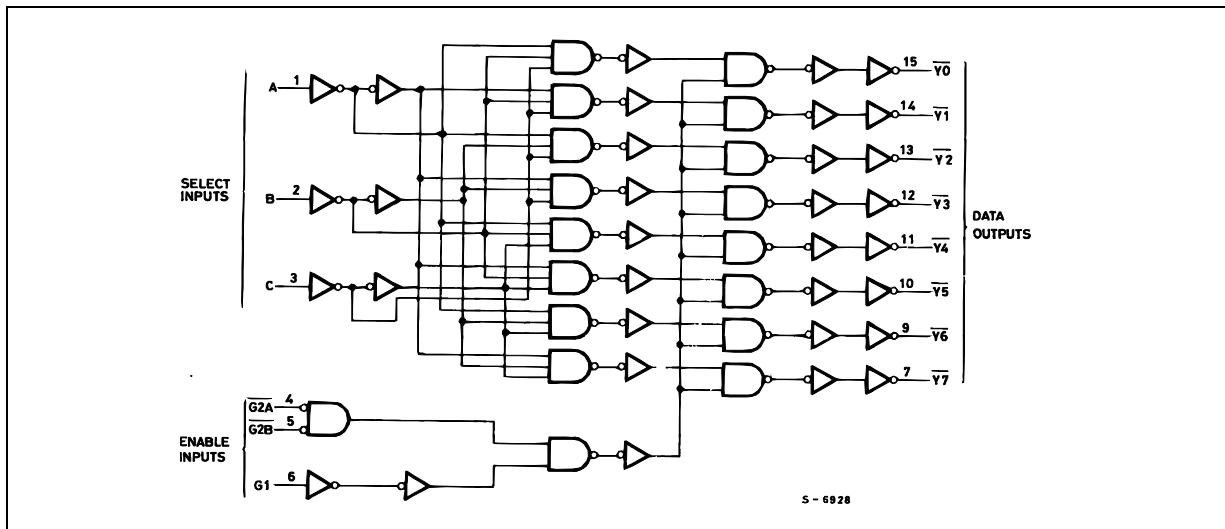 A 1
SELECT
INPUTS
B 2
C 3
G2A 4
G2B 5
ENABLE
INPUTS
G1 6
15 Y0
14 Y1
13 Y2
12 Y3
11 Y4
10 Y5
9 Y6
7 Y7
DATA
OUTPUTS
S - 6928